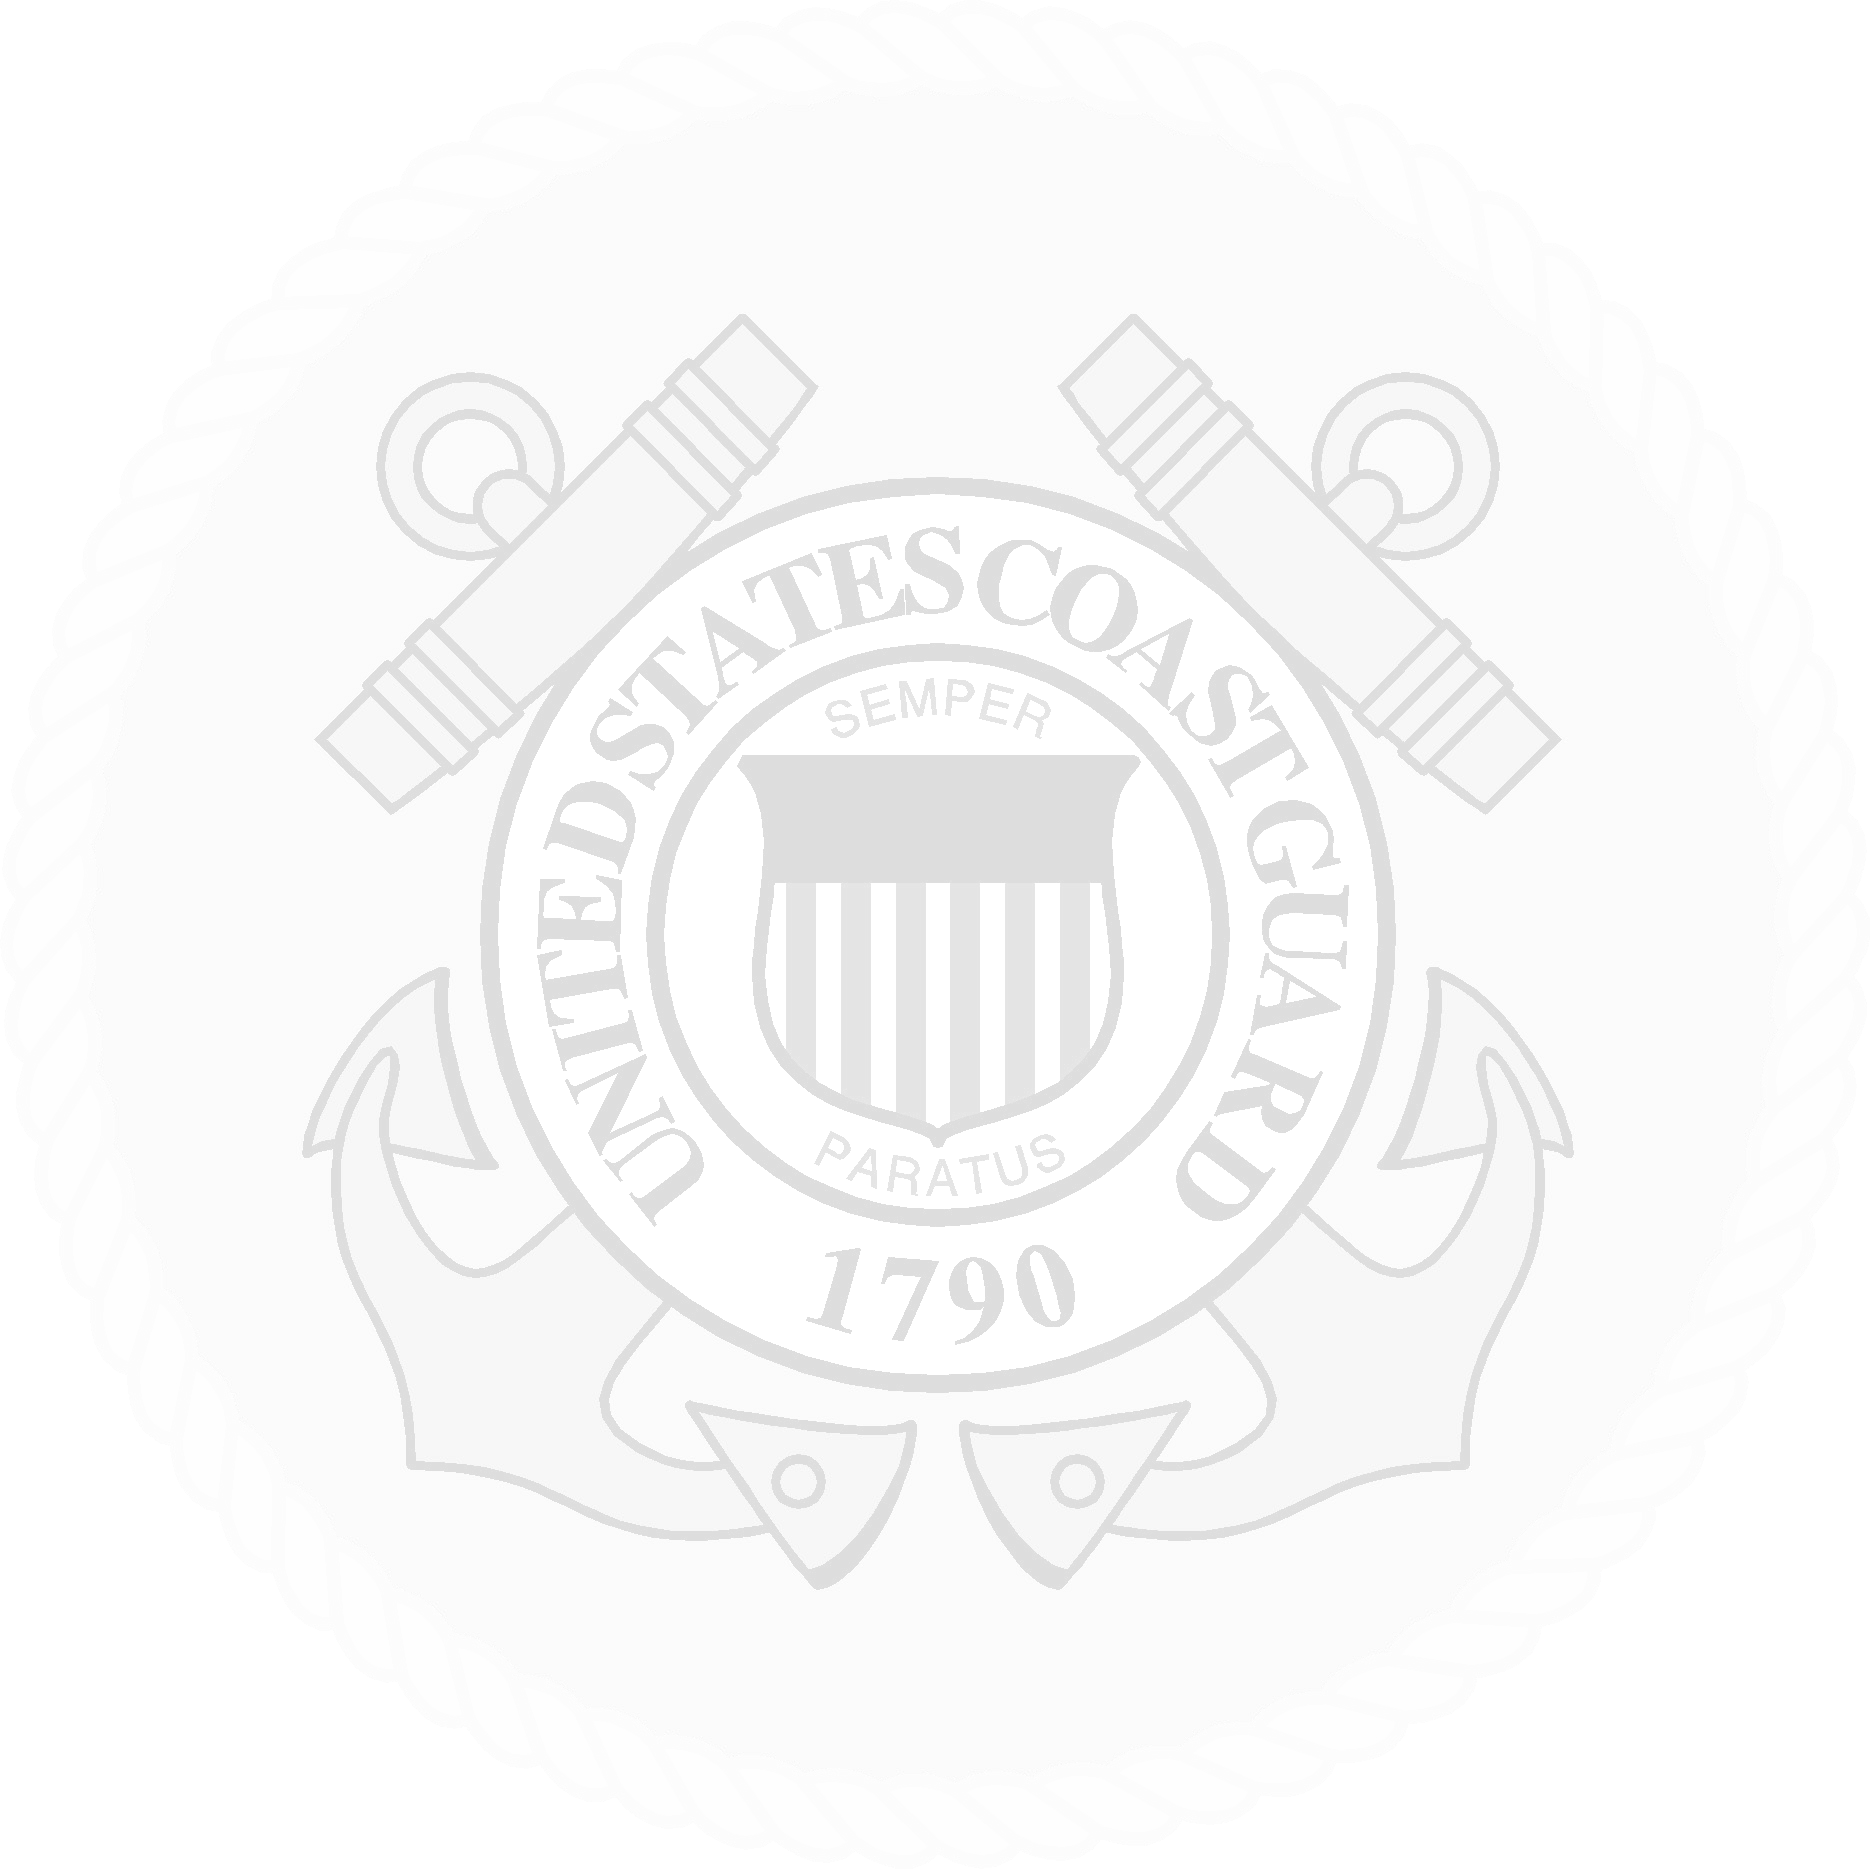 UNITED STATES COAST GUARD
SEMPER
PARATUS
1790